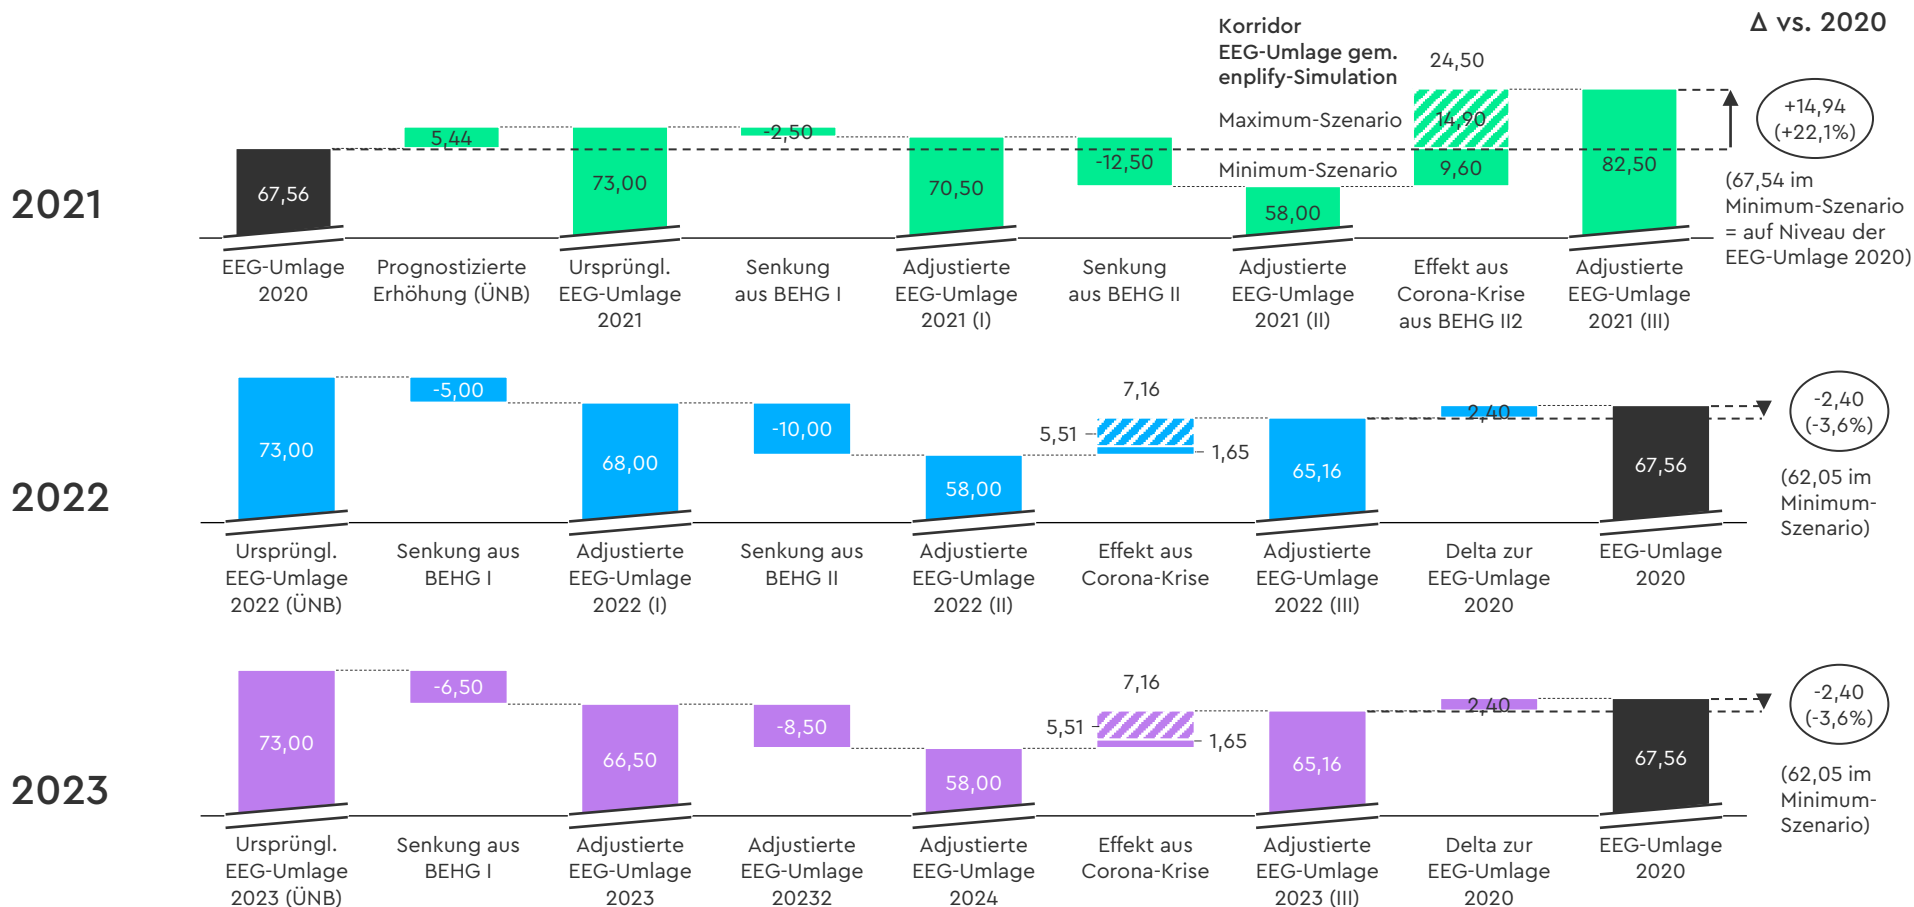 Δ vs. 2020
Korridor
EEG-Umlage gem.
enplify-Simulation
Maximum-Szenario
Minimum-Szenario
2021
67,56
5,44
73,00
-2,50
70,50
-12,50
58,00
24,50
14,90
9,60
82,50
+14,94
(+22,1%)
(67,54 im
Minimum-Szenario
= auf Niveau der
EEG-Umlage 2020)
EEG-Umlage
2020
Prognostizierte
Erhöhung (ÜNB)
Ursprüngl.
EEG-Umlage
2021
Senkung
aus BEHG I
Adjustierte
EEG-Umlage
2021 (I)
Senkung
aus BEHG II
Adjustierte
EEG-Umlage
2021 (II)
Effekt aus
Corona-Krise
aus BEHG II2
Adjustierte
EEG-Umlage
2021 (III)
2022
73,00
-5,00
68,00
-10,00
58,00
7,16
5,51
1,65
65,16
2,40
67,56
-2,40
(-3,6%)
(62,05 im
Minimum-
Szenario)
Ursprüngl.
EEG-Umlage
2022 (ÜNB)
Senkung aus
BEHG I
Adjustierte
EEG-Umlage
2022 (I)
Senkung aus
BEHG II
Adjustierte
EEG-Umlage
2022 (II)
Effekt aus
Corona-Krise
Adjustierte
EEG-Umlage
2022 (III)
Delta zur
EEG-Umlage
2020
EEG-Umlage
2020
2023
73,00
-6,50
66,50
-8,50
58,00
7,16
5,51
1,65
65,16
2,40
67,56
-2,40
(-3,6%)
(62,05 im
Minimum-
Szenario)
Ursprüngl.
EEG-Umlage
2023 (ÜNB)
Senkung aus
BEHG I
Adjustierte
EEG-Umlage
2023
Adjustierte
EEG-Umlage
20232
Adjustierte
EEG-Umlage
2024
Effekt aus
Corona-Krise
Adjustierte
EEG-Umlage
2023 (III)
Delta zur
EEG-Umlage
2020
EEG-Umlage
2020